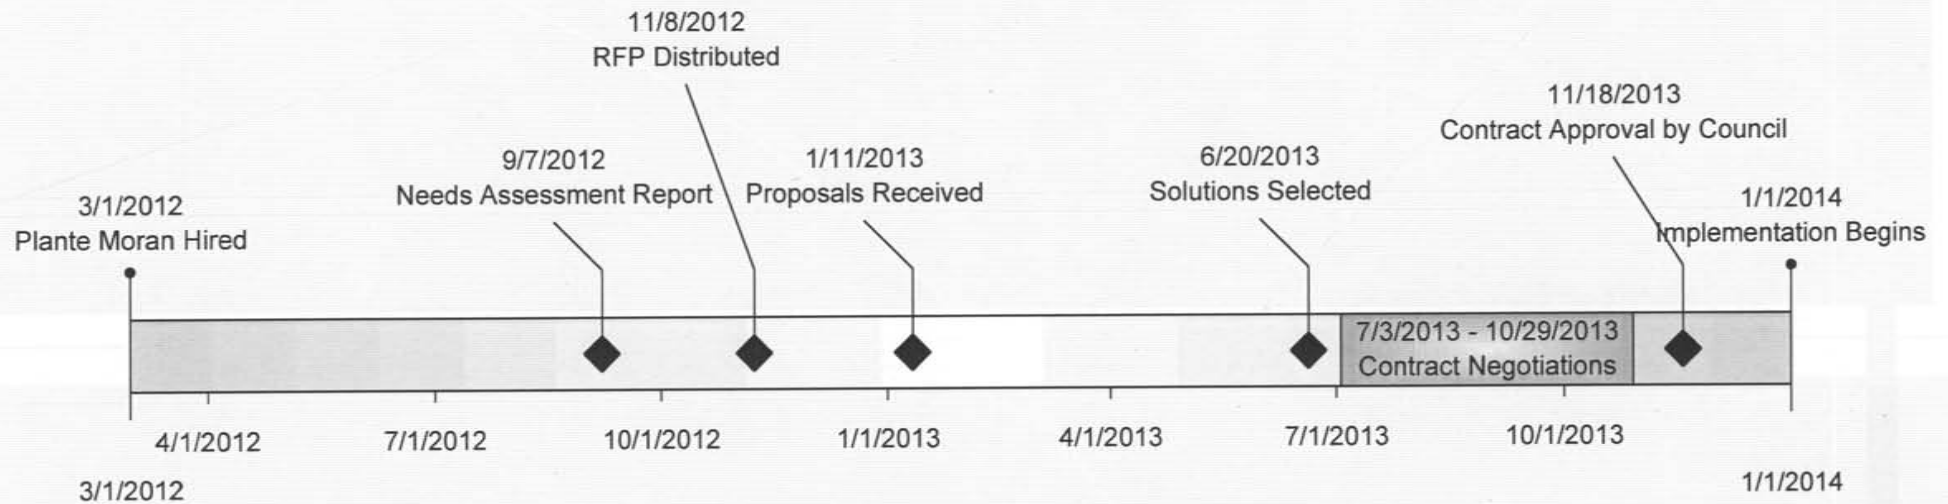 11/8/2012
RFP Distributed
11/18/2013
Contract Approval by Council
9/7/2012
Needs Assessment Report
1/11/2013
Proposals Received
6/20/2013
Solutions Selected
3/1/2012
Plante Moran Hired
1/1/2014
Implementation Begins
7/3/2013 - 10/29/2013
Contract Negotiations
4/1/2012
7/1/2012
10/1/2012
1/1/2013
4/1/2013
7/1/2013
10/1/2013
3/1/2012
1/1/2014